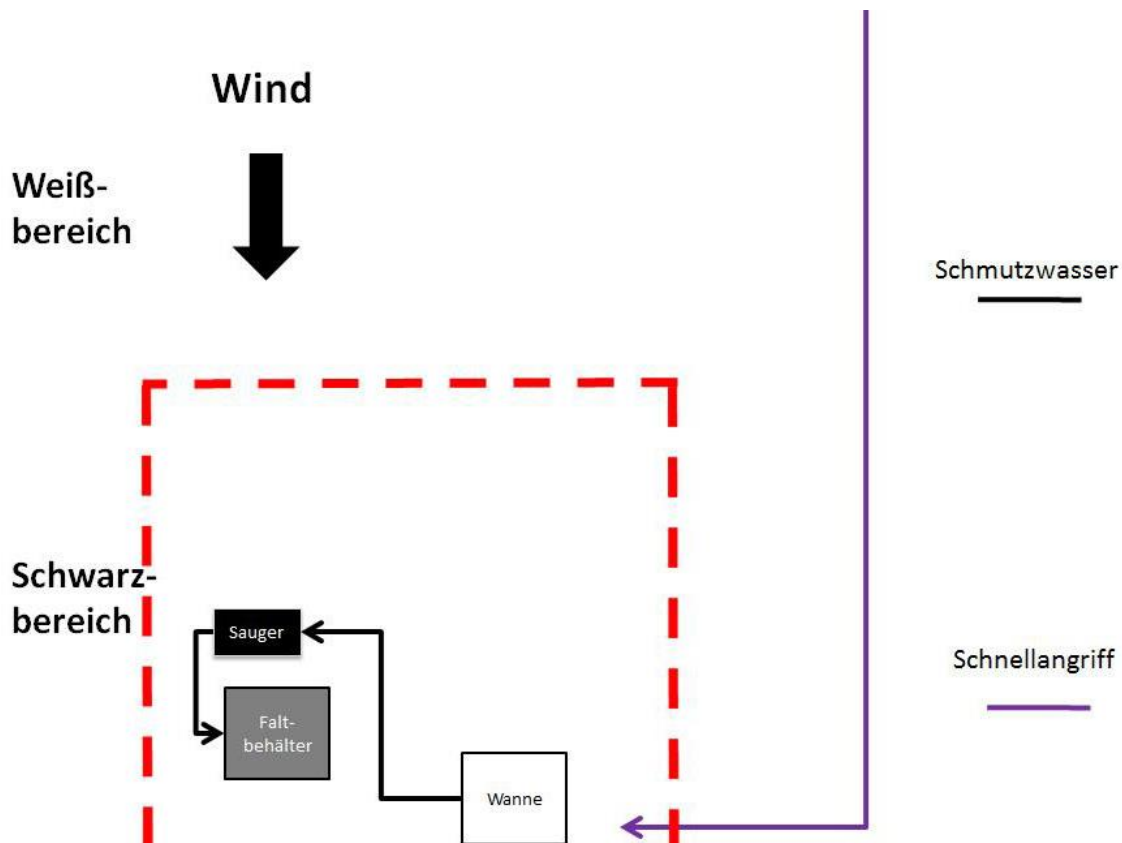 Wind
Weiß-
bereich
Schmutzwasser
Schwarz-
bereich
Sauger
Schnellangriff
Falt-
behälter
Wanne